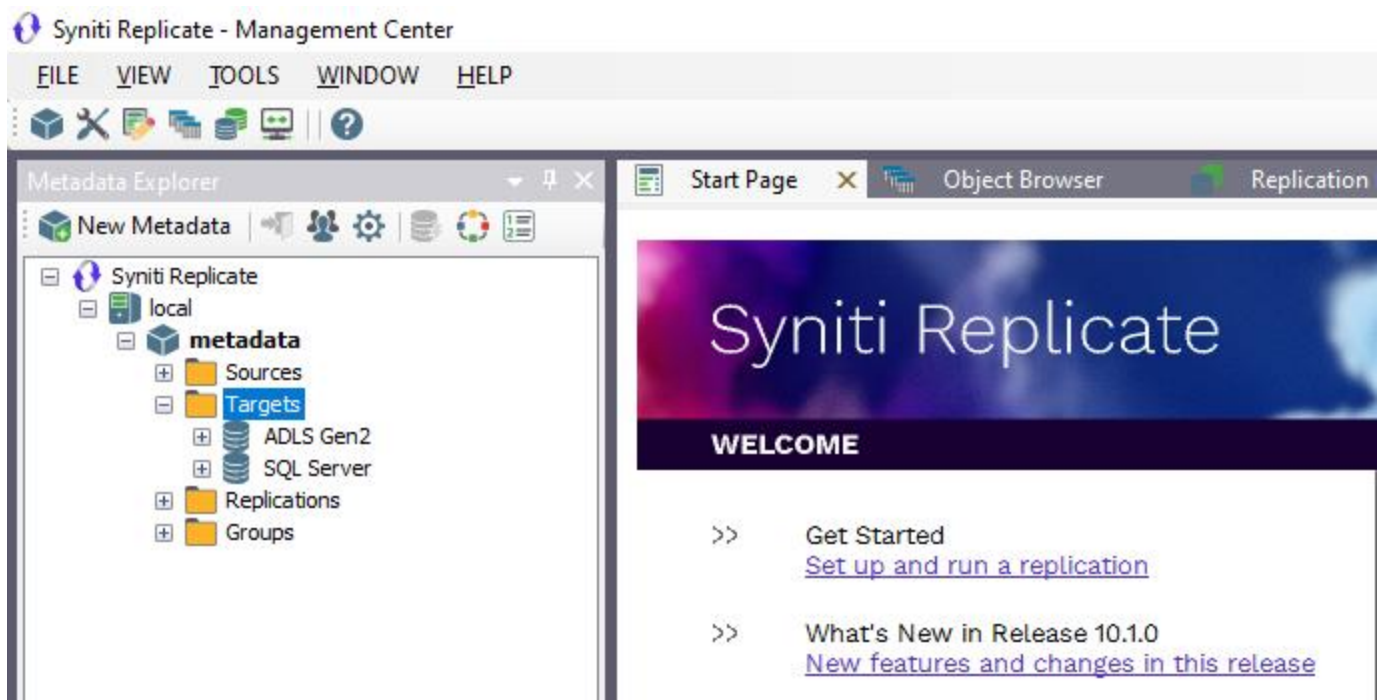 Syniti Replicate - Management Center
FILE VIEW TOOLS WINDOW HELP
Metadata Explorer
Start Page Object Browser Replication
New Metadata
Syniti Replicate
local
metadata
Sources
Targets
ADLS Gen2
SQL Server
Replications
Groups
Syniti Replicate
WELCOME
>> Get Started
Set up and run a replication
>> What's New in Release 10.1.0
New features and changes in this release